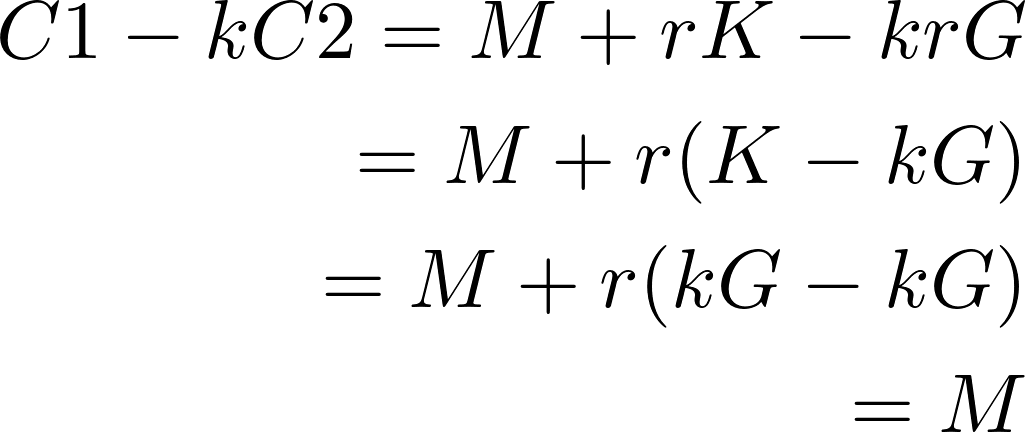 C1 − kC2 = M + rK − krG
= M + r(K − kG)
= M + r(kG − kG)
= M